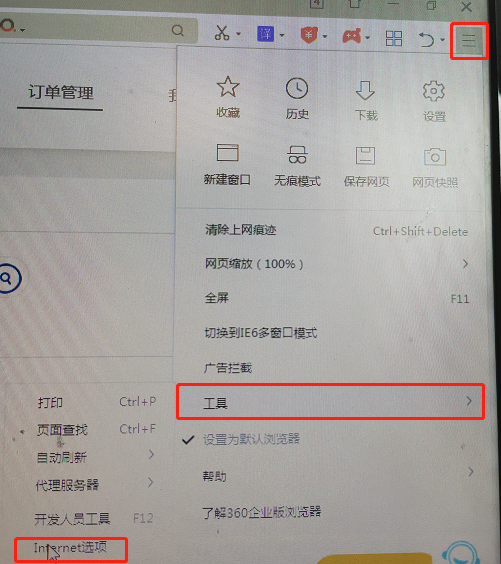 4
译
订单管理
收藏
历史
下载
设置
新建窗口
无痕模式
保存网页
网页快照
清除上网痕迹 Ctrl+Shift+Delete
网页缩放（100%）
全屏 F11
切换到IE6多窗口模式
广告拦截
工具
设置为默认浏览器
帮助
了解360企业版浏览器
打印 Ctrl+P
页面查找 Ctrl+F
自动刷新
代理服务器
开发人员工具 F12
Internet选项